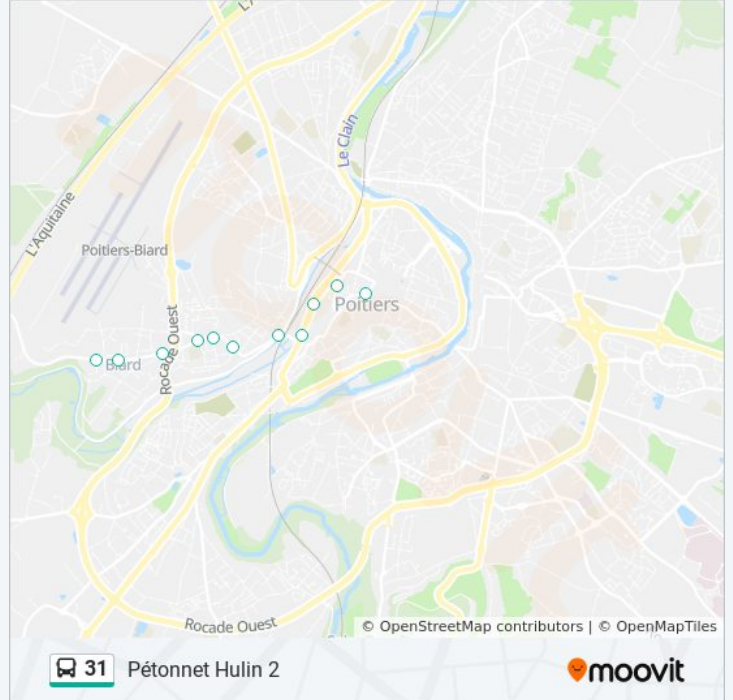 L'A
Le Clain
L'Aquitaine
Poitiers-Biard
Poitiers
Rocade Ouest
Biard
Rocade Ouest
© OpenStreetMap contributors | © OpenMapTiles
31 Pétonnet Hulin 2
moovit